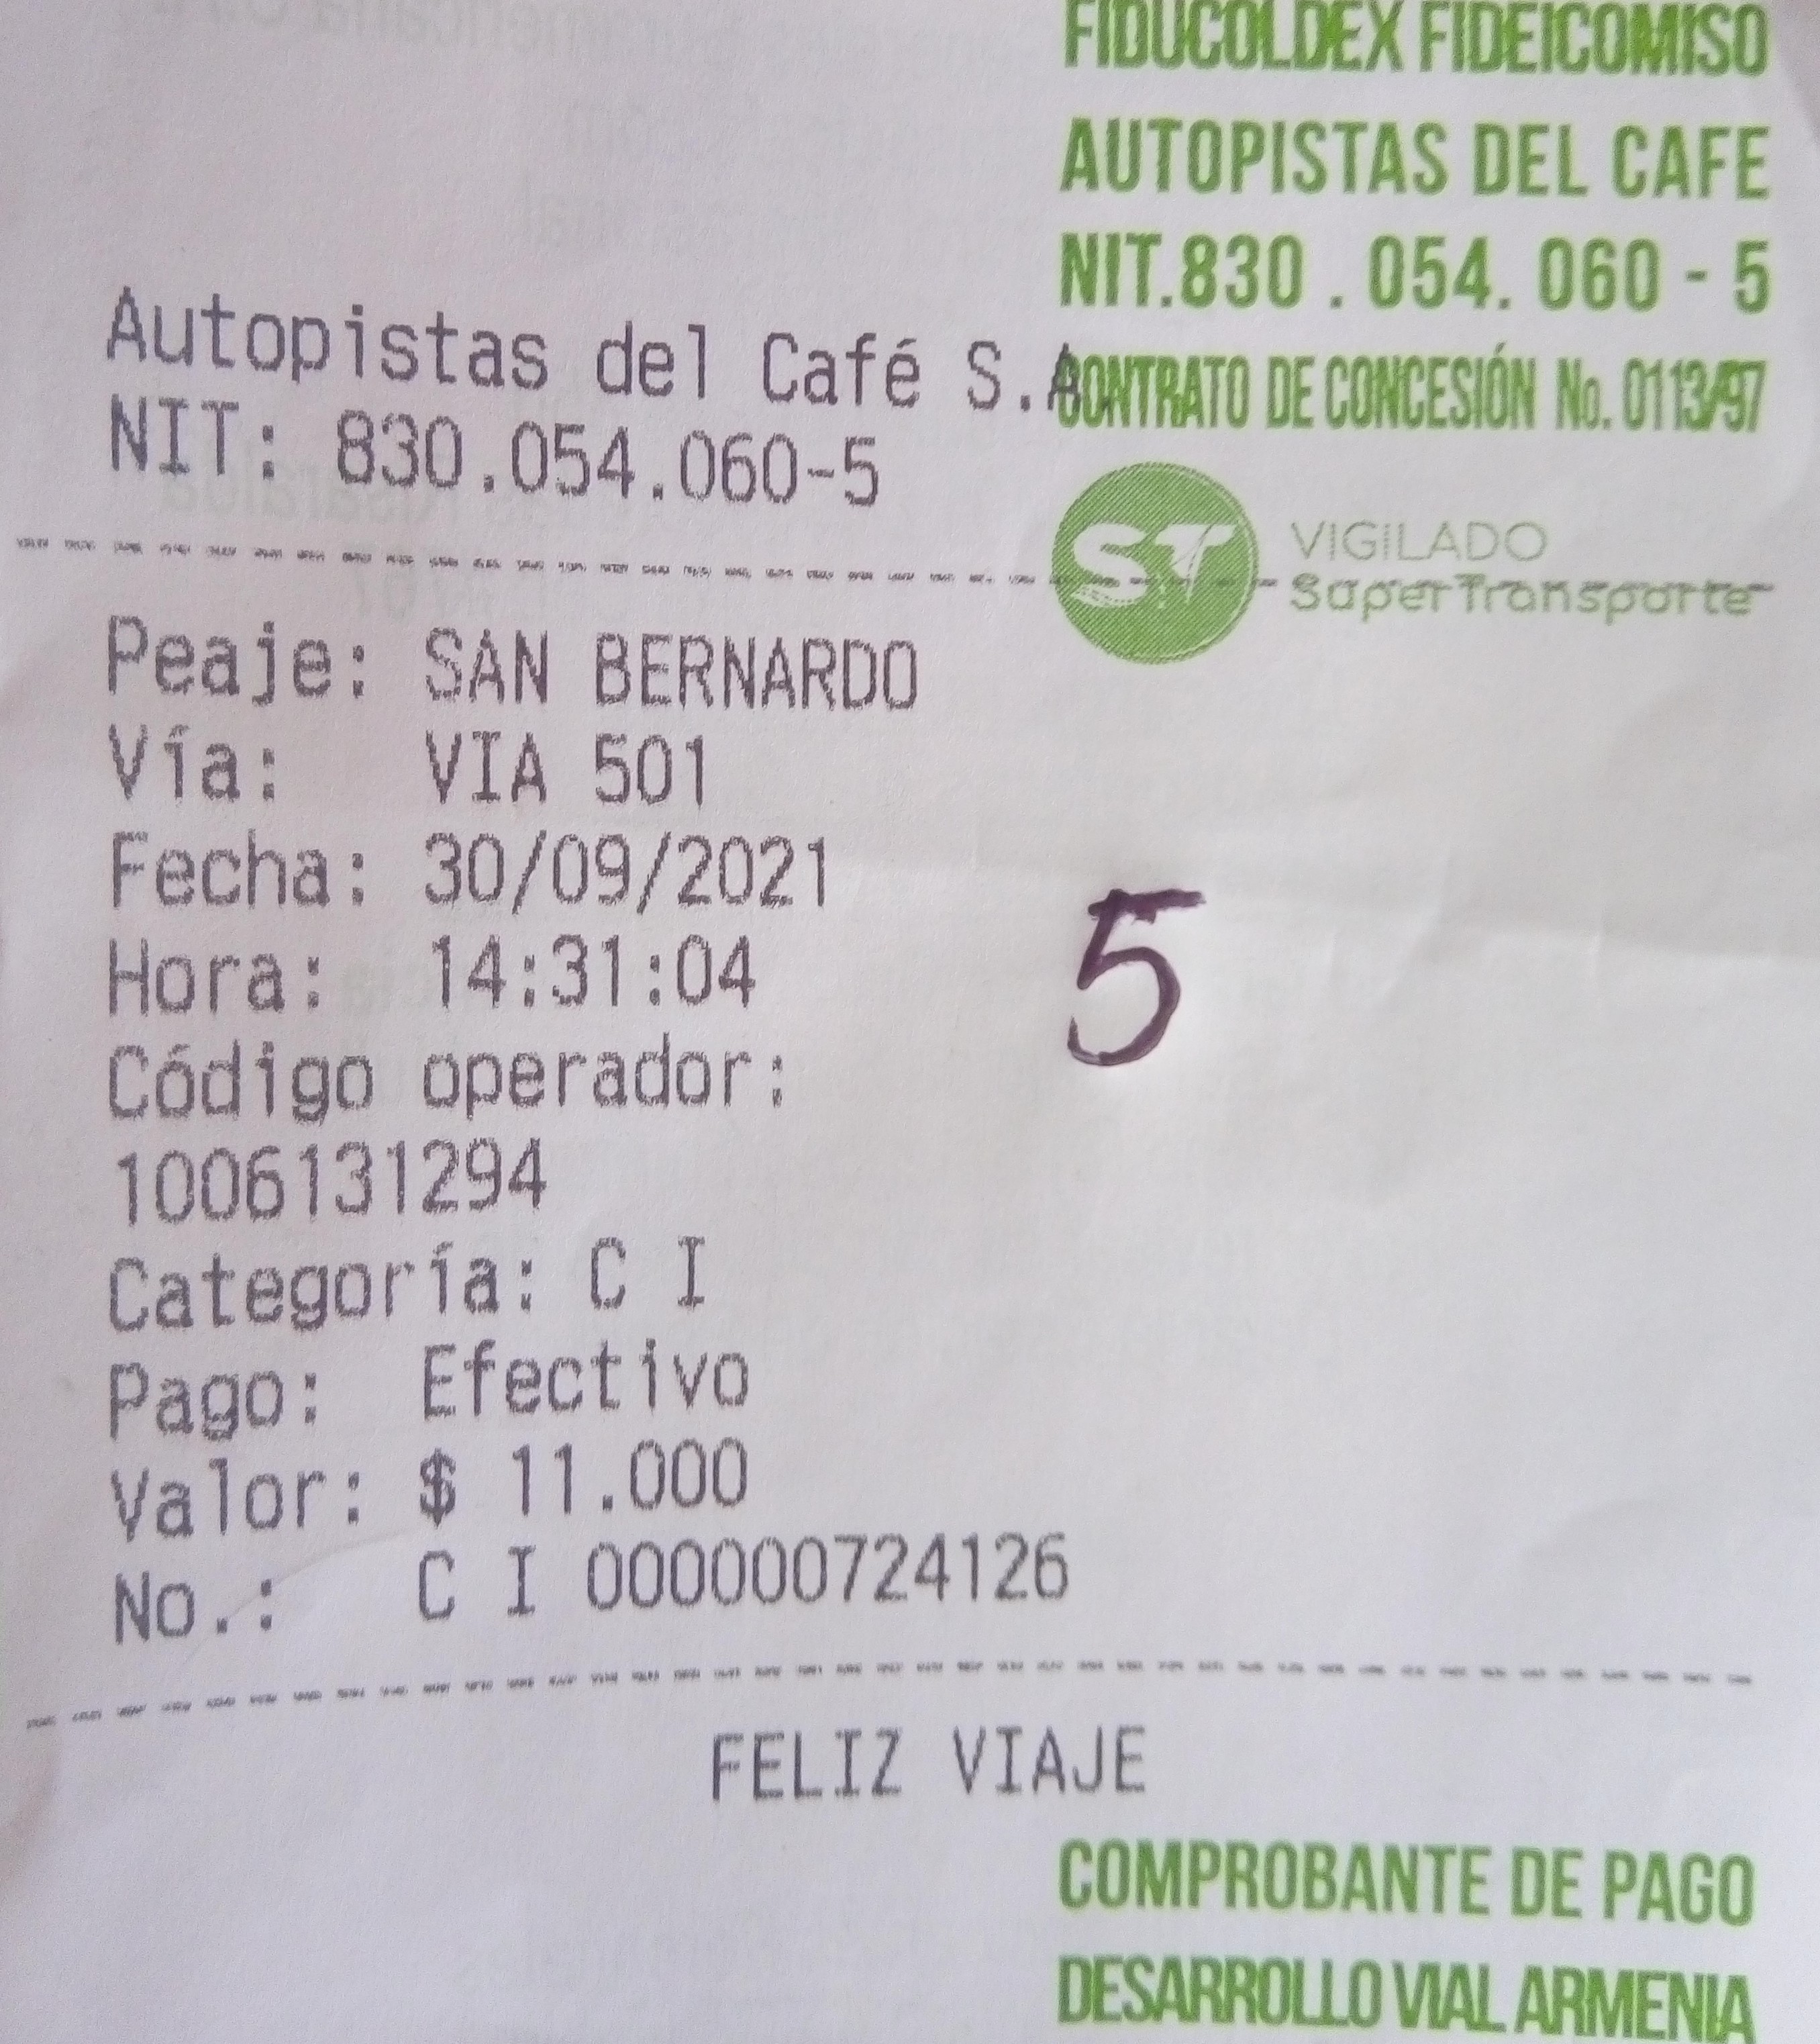 FIDUCOLDEX FIDEICOMISO
AUTOPISTAS DEL CAFE
NIT.830 . 054. 060 - 5
CONTRATO DE CONCESIÓN No. 0113/97
Autopistas del Café S.A.
NIT: 830.054.060-5
ST VIGILADO
SuperTransporte
Peaje: SAN BERNARDO
Vía: VIA 501
Fecha: 30/09/2021
Hora: 14:31:04
5
Código operador:
1006131294
Categoría: C I
Pago: Efectivo
Valor: $ 11.000
No.: C I 000000724126
FELIZ VIAJE
COMPROBANTE DE PAGO
DESARROLLO VIAL ARMENIA